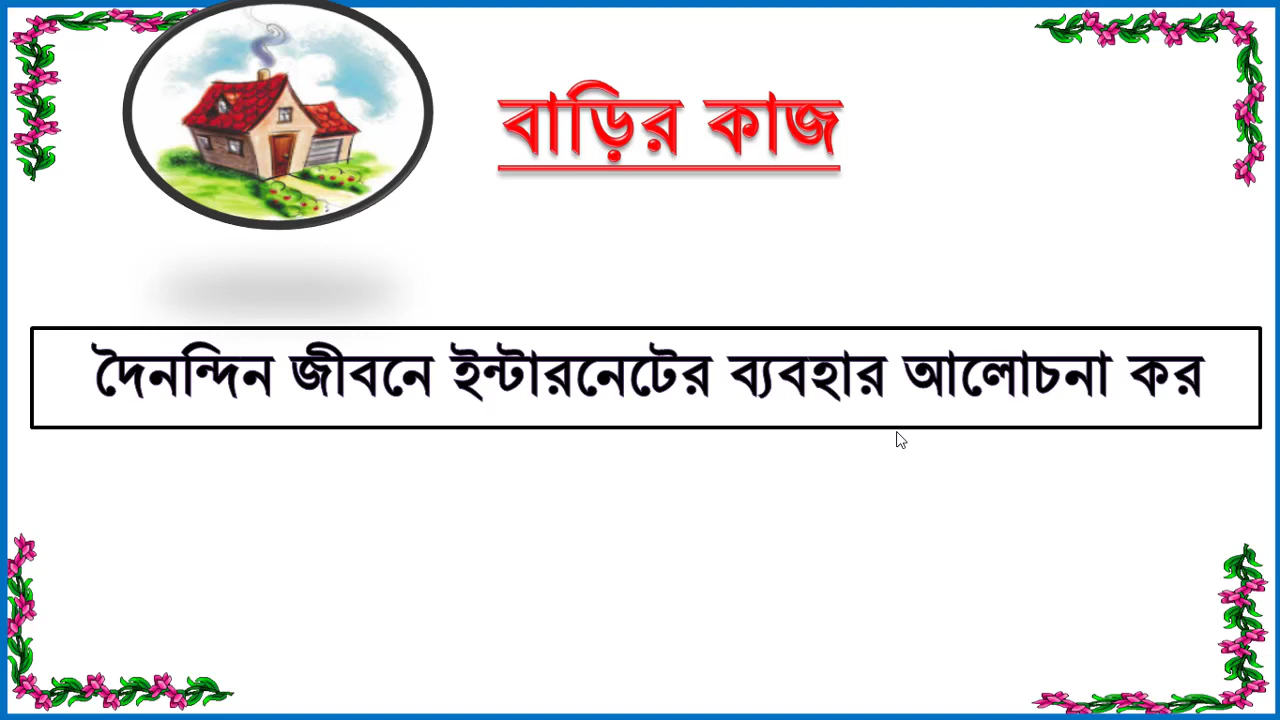 বাড়ির কাজ
দৈনন্দিন জীবনে ইন্টারনেটের ব্যবহার আলোচনা কর